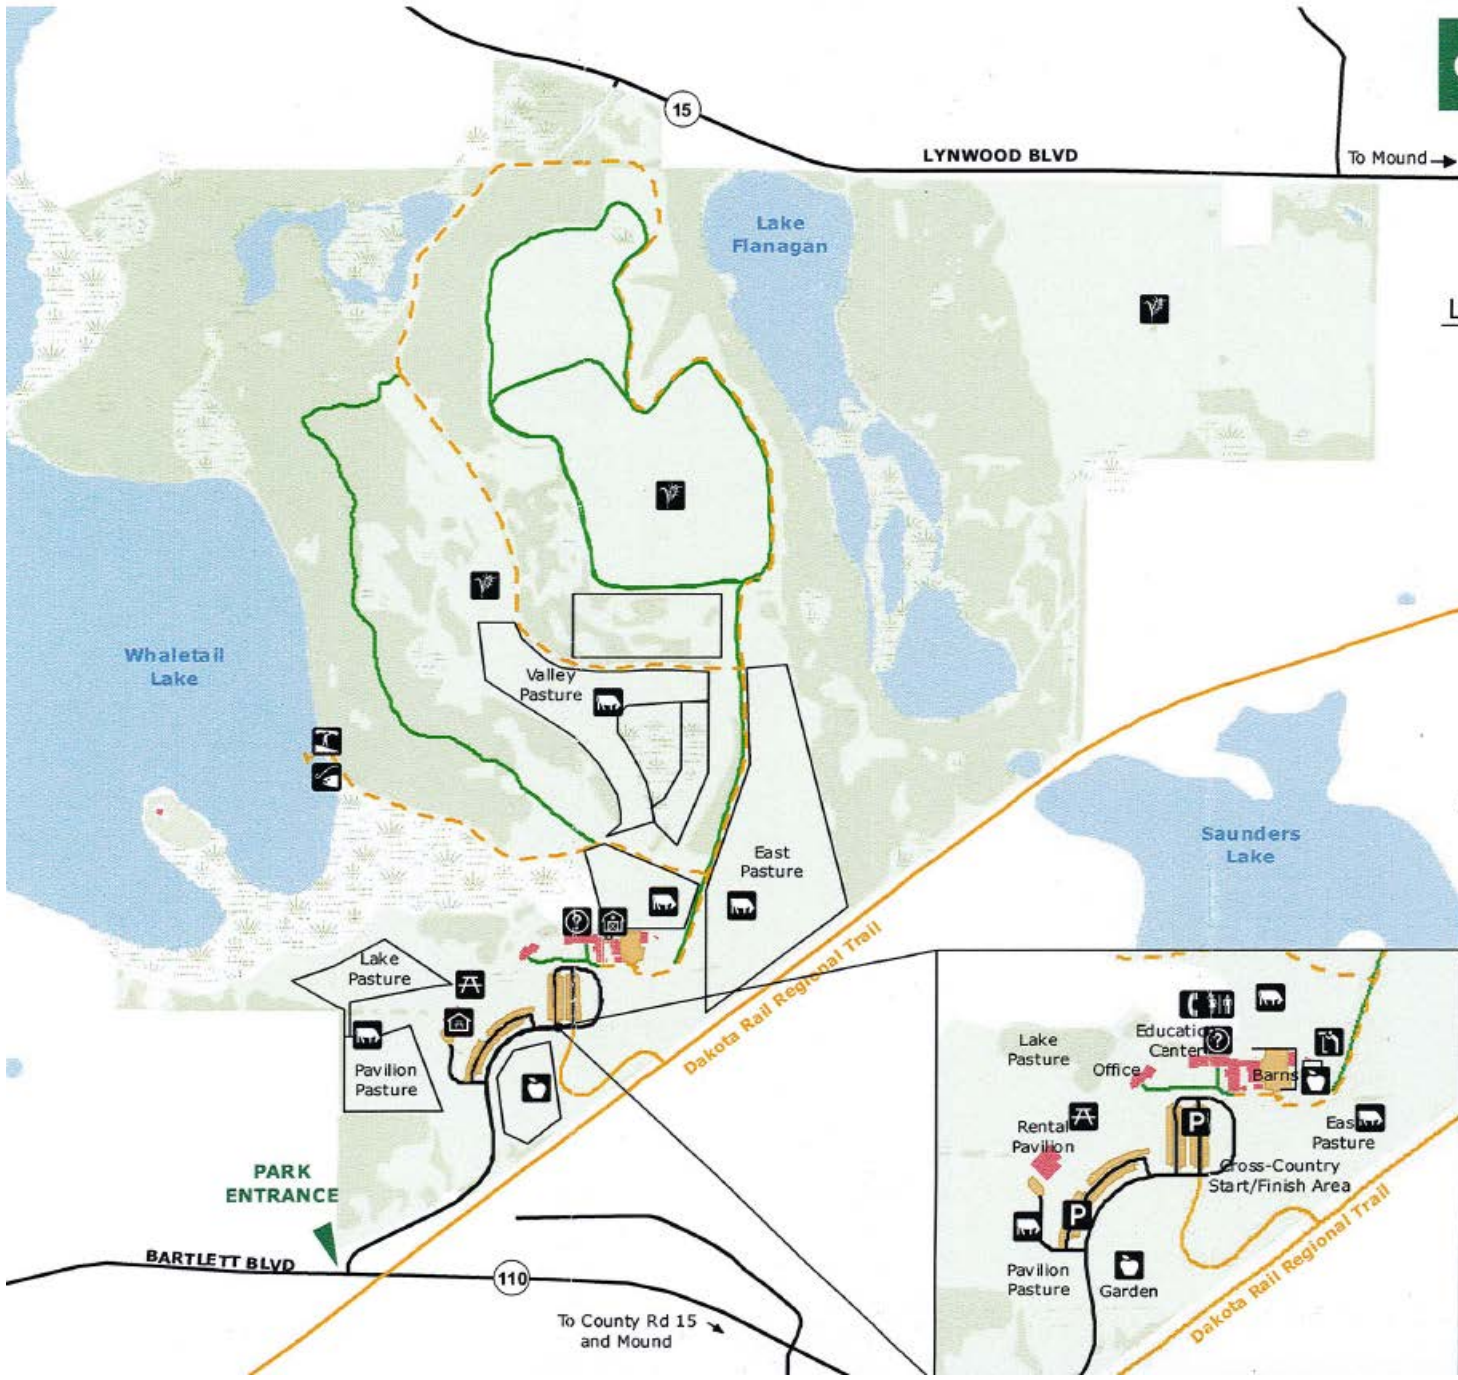 15
LYNWOOD BLVD
To Mound
Lake
Flanagan
Whaletail
Lake
Valley
Pasture
East
Pasture
Saunders
Lake
Lake
Pasture
Pavilion
Pasture
Dakota Rail Regional Trail
PARK
ENTRANCE
BARTLETT BLVD
110
To County Rd 15
and Mound
Lake
Pasture
Education
Center
Office
Barns
Rental
Pavilion
P
East
Pasture
Cross-Country
Start/Finish Area
P
Pavilion
Pasture
Garden
Dakota Rail Regional Trail